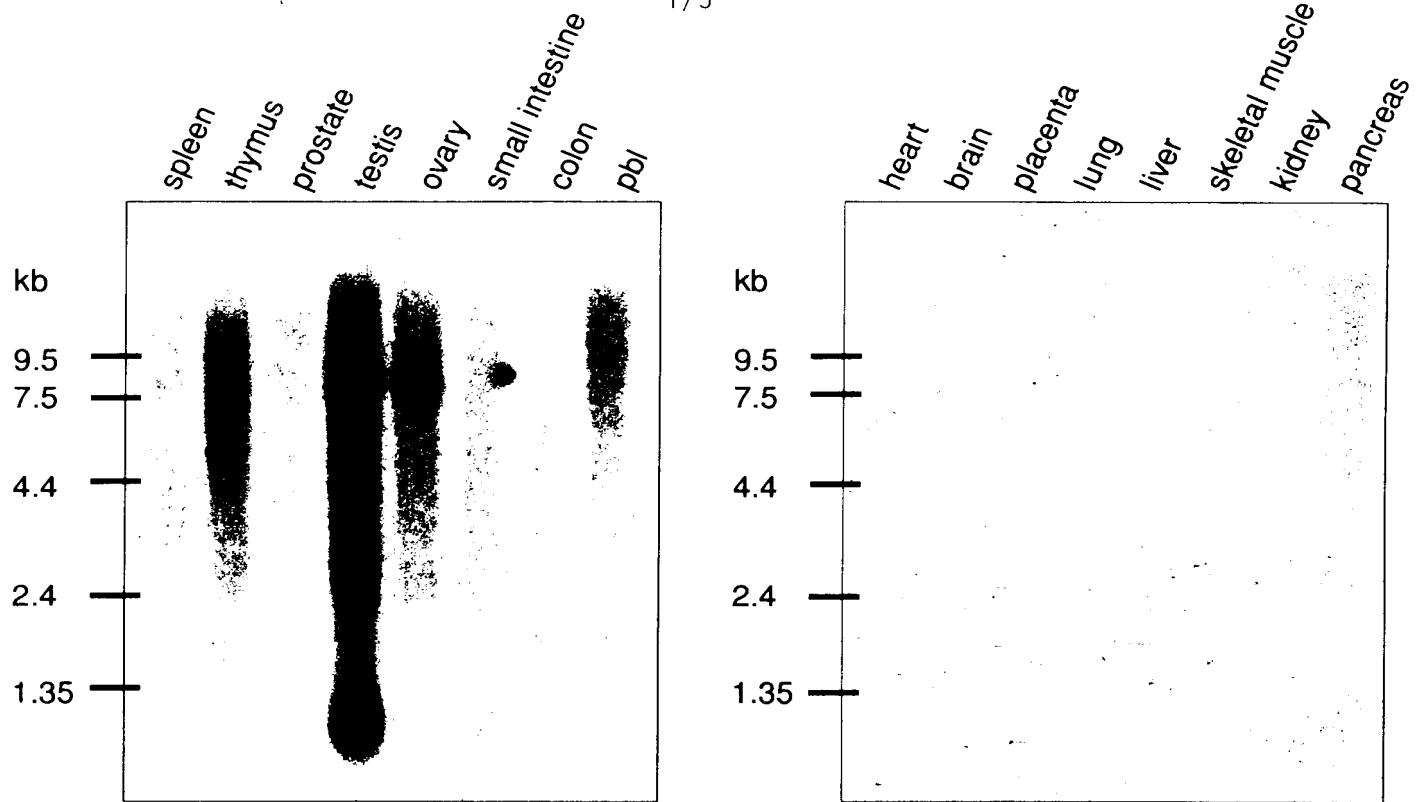 1/5
spleen
thymus
prostate
testis
ovary
small intestine
colon
pbl
kb
9.5
7.5
4.4
2.4
1.35
heart
brain
placenta
lung
liver
skeletal muscle
kidney
pancreas
kb
9.5
7.5
4.4
2.4
1.35